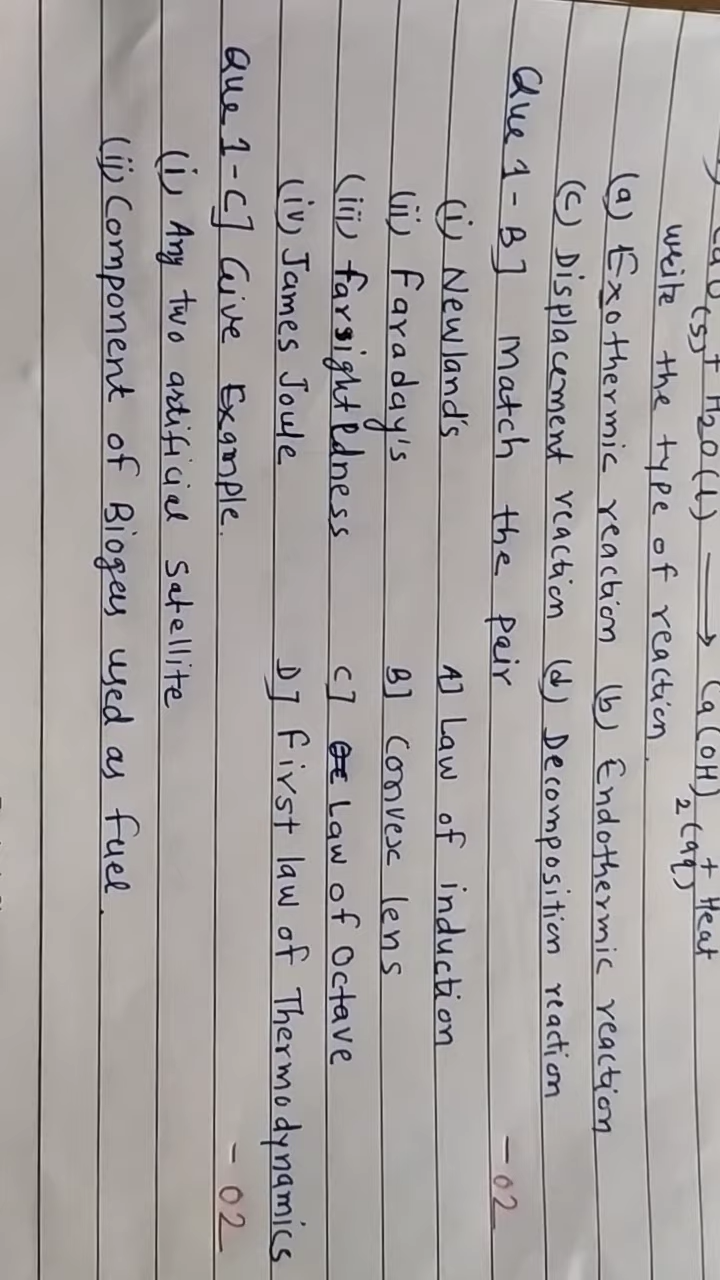 CaO(s) + H2O(l) → Ca(OH)2(aq) + Heat
write the type of reaction.
(a) Exothermic reaction (b) Endothermic reaction
(c) Displacement reaction (d) Decomposition reaction
Que 1-B] Match the pair - 02
(i) Newland's A] Law of induction
(ii) Faraday's B] Convex lens
(iii) farsightedness C] Law of Octave
(iv) James Joule D] First law of Thermodynamics
Que 1-C] Give Example. - 02
(i) Any two artificial satellite
(ii) Component of Biogas used as fuel.